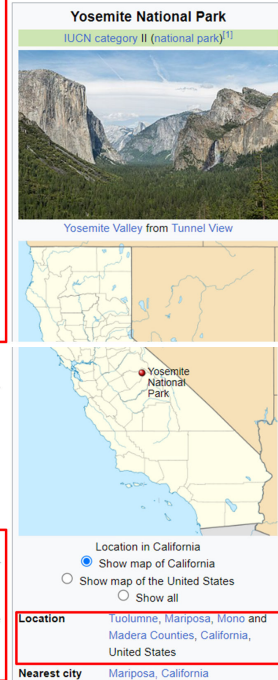 Yosemite National Park
IUCN category II (national park)[1]
Yosemite Valley from Tunnel View
Yosemite
National
Park
Location in California
Show map of California
Show map of the United States
Show all
Location Tuolumne, Mariposa, Mono and
Madera Counties, California,
United States
Nearest city Mariposa, California